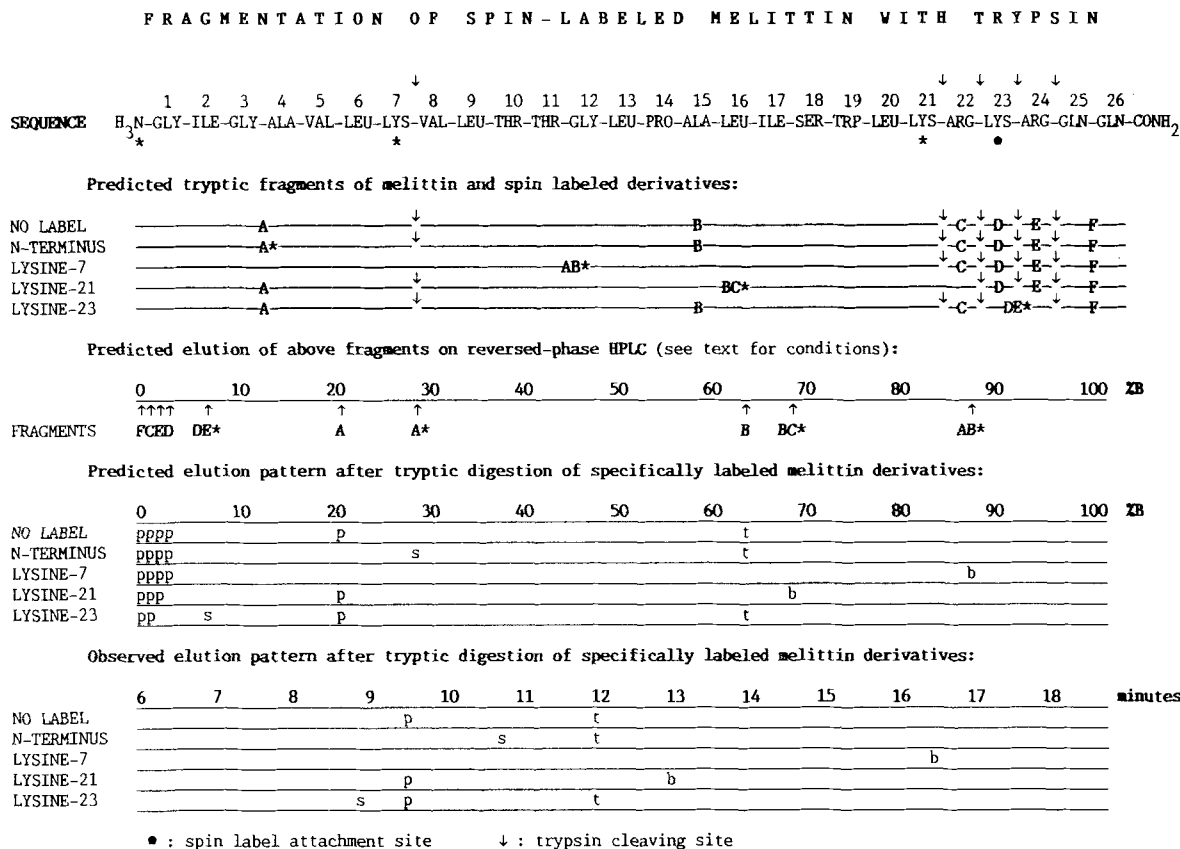 FRAGMENTATION OF SPIN-LABELED MELITTIN WITH TRYPSIN
↓ ↓ ↓ ↓ ↓
1 2 3 4 5 6 7 8 9 10 11 12 13 14 15 16 21 22 23 24 25 26
SEQUENCE H3N-GLY-ILE-GLY-ALA-VAL-LEU-LYS-VAL-LEU-THR-THR-GLY-LEU-PRO-ALA-LEU-ILE-SER-TRP-LEU-LYS-ARG-LYS-ARG-GLN-GLN-CONH2
* * * ●
Predicted tryptic fragments of melittin and spin labeled derivatives:
↓ ↓ ↓ ↓ ↓
NO LABEL A B C D E F
N-TERMINUS A* ↓ B ↓ C ↓ D ↓ E ↓ F
LYSINE-7 AB* ↓ C ↓ D ↓ E ↓ F
LYSINE-21 A ↓ BC* ↓ D ↓ E ↓ F
LYSINE-23 A ↓ B ↓ C ↓ DE* ↓ F
Predicted elution of above fragments on reversed-phase HPLC (see text for conditions):
0 10 20 30 40 50 60 70 80 90 100 %B
↑↑↑↑ ↑ ↑ ↑ ↑ ↑ ↑
FRAGMENTS FCED DE* A A* B BC* AB*
Predicted elution pattern after tryptic digestion of specifically labeled melittin derivatives:
0 10 20 30 40 50 60 70 80 90 100 %B
NO LABEL pppp p t
N-TERMINUS pppp s t
LYSINE-7 pppp b
LYSINE-21 ppp p b
LYSINE-23 pp s p t
Observed elution pattern after tryptic digestion of specifically labeled melittin derivatives:
6 7 8 9 10 11 12 13 14 15 16 17 18 minutes
NO LABEL p t
N-TERMINUS s t
LYSINE-7 b
LYSINE-21 p b
LYSINE-23 s p t
● : spin label attachment site ↓ : trypsin cleaving site